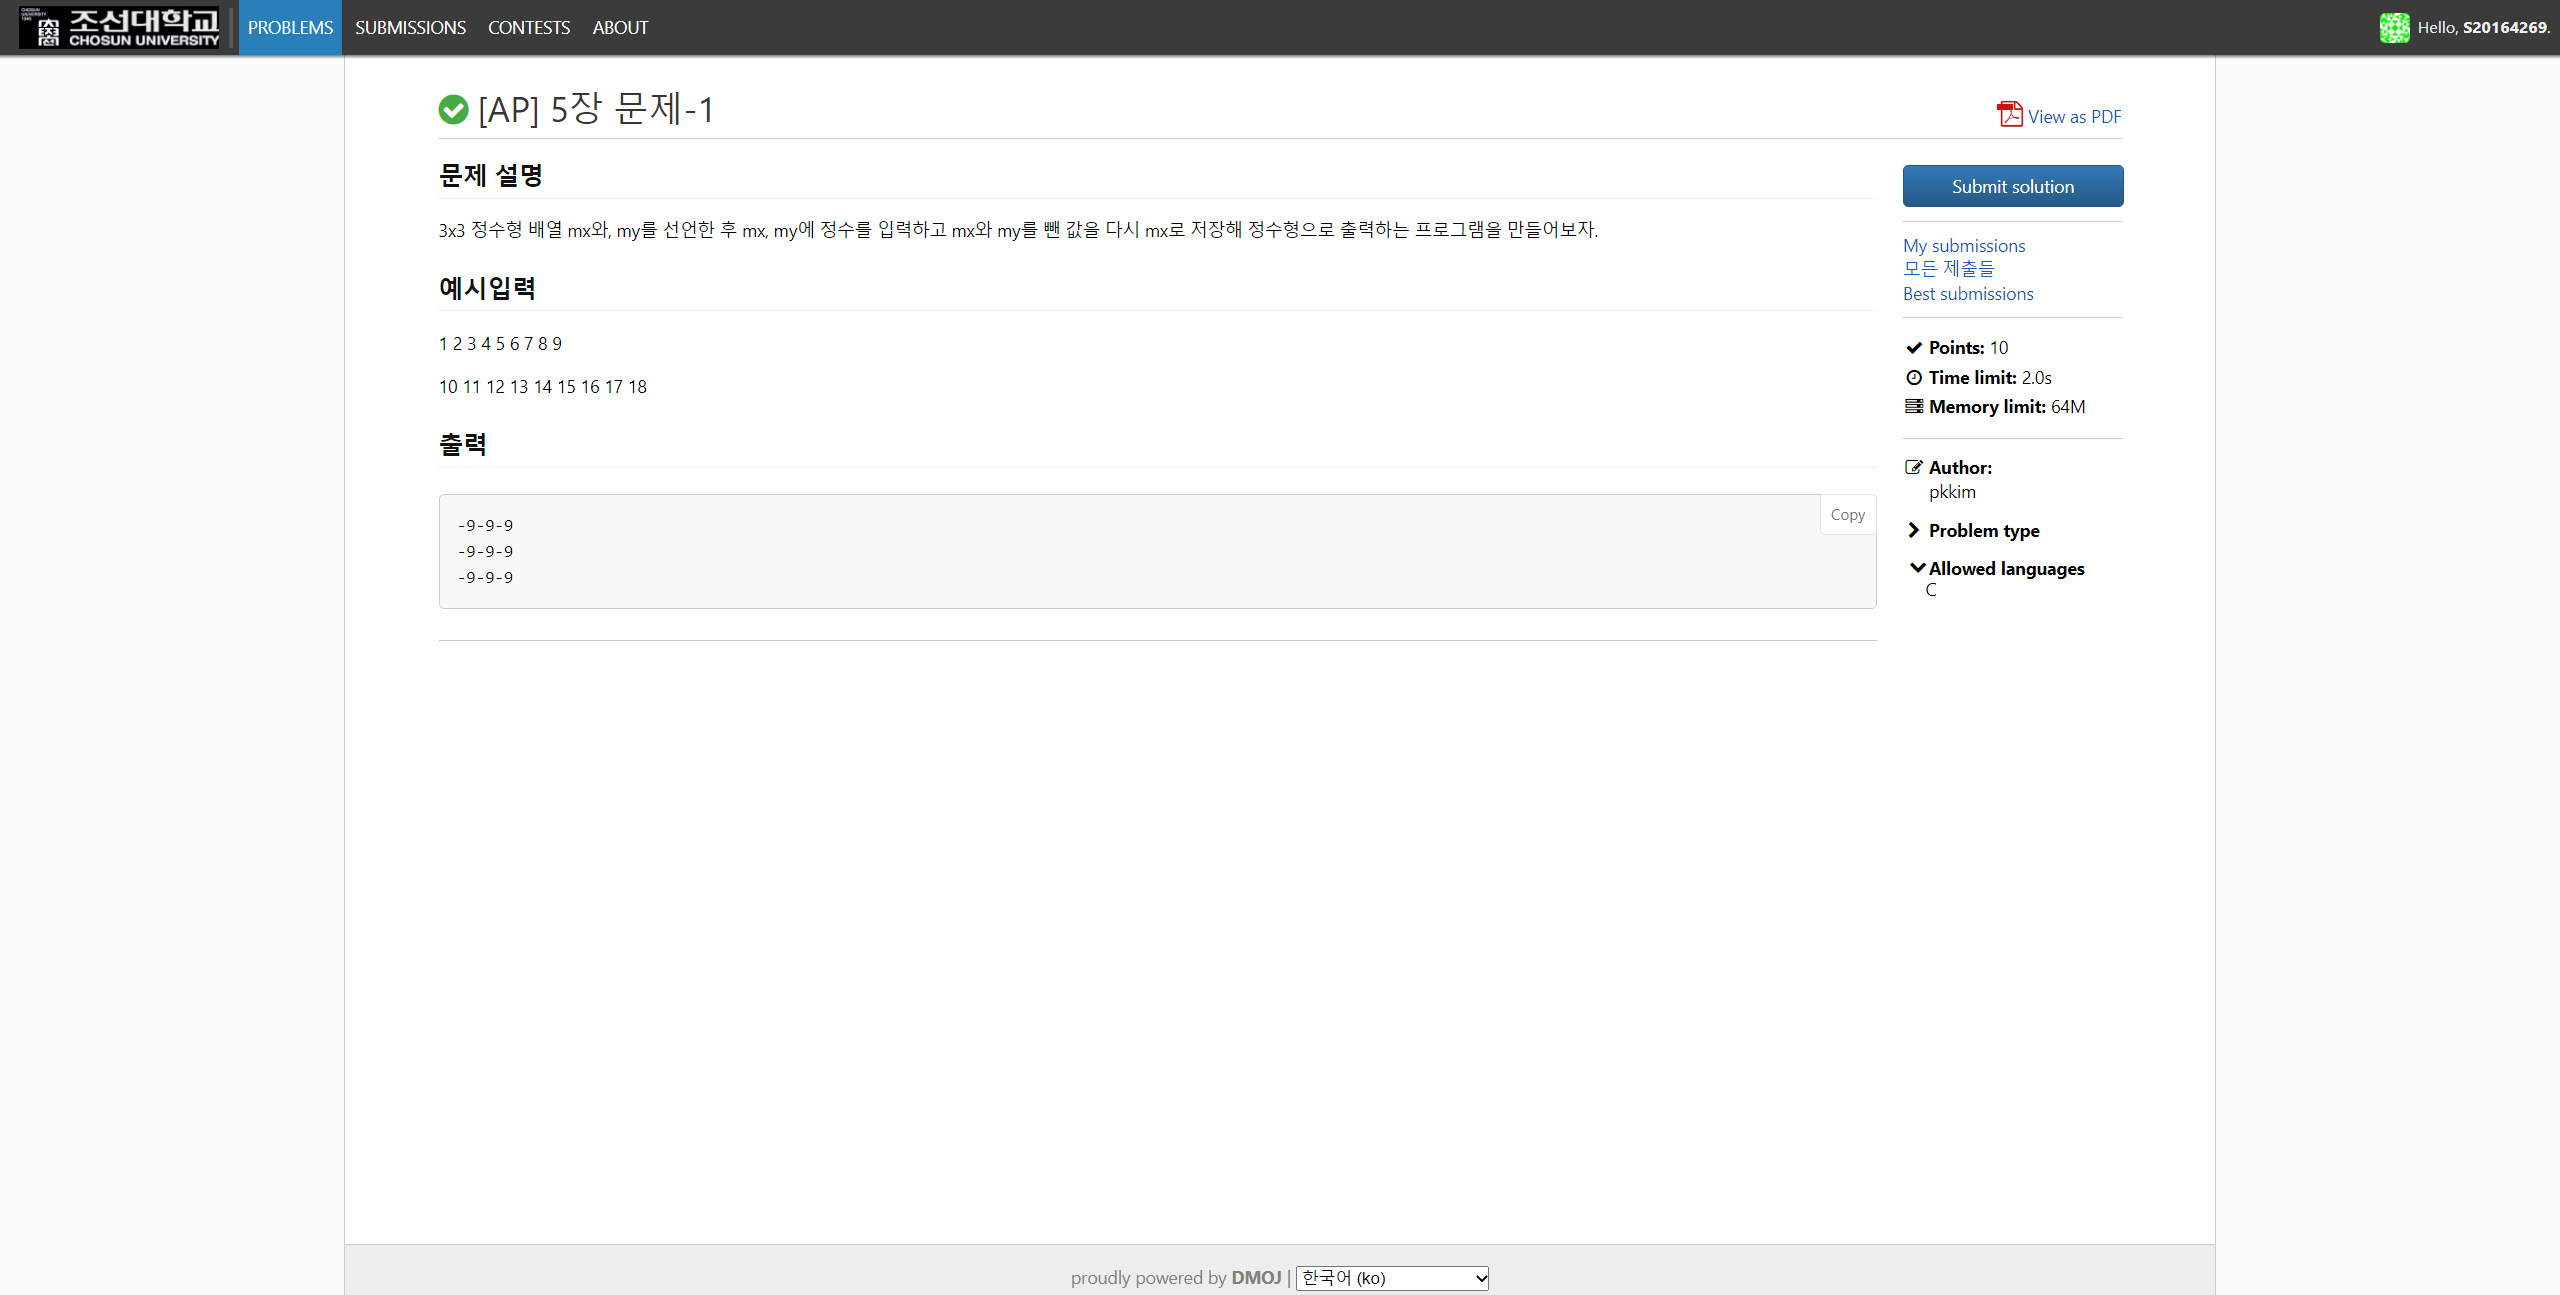 조선대학교
CHOSUN UNIVERSITY
PROBLEMS
SUBMISSIONS
CONTESTS
ABOUT
Hello, S20164269.
[AP] 5장 문제-1
View as PDF
문제 설명
3x3 정수형 배열 mx와, my를 선언한 후 mx, my에 정수를 입력하고 mx와 my를 뺀 값을 다시 mx로 저장해 정수형으로 출력하는 프로그램을 만들어보자.
예시입력
1 2 3 4 5 6 7 8 9
10 11 12 13 14 15 16 17 18
출력
Copy
-9-9-9
-9-9-9
-9-9-9
Submit solution
My submissions
모든 제출들
Best submissions
Points: 10
Time limit: 2.0s
Memory limit: 64M
Author:
pkkim
Problem type
Allowed languages
C
proudly powered by DMOJ | 한국어 (ko)